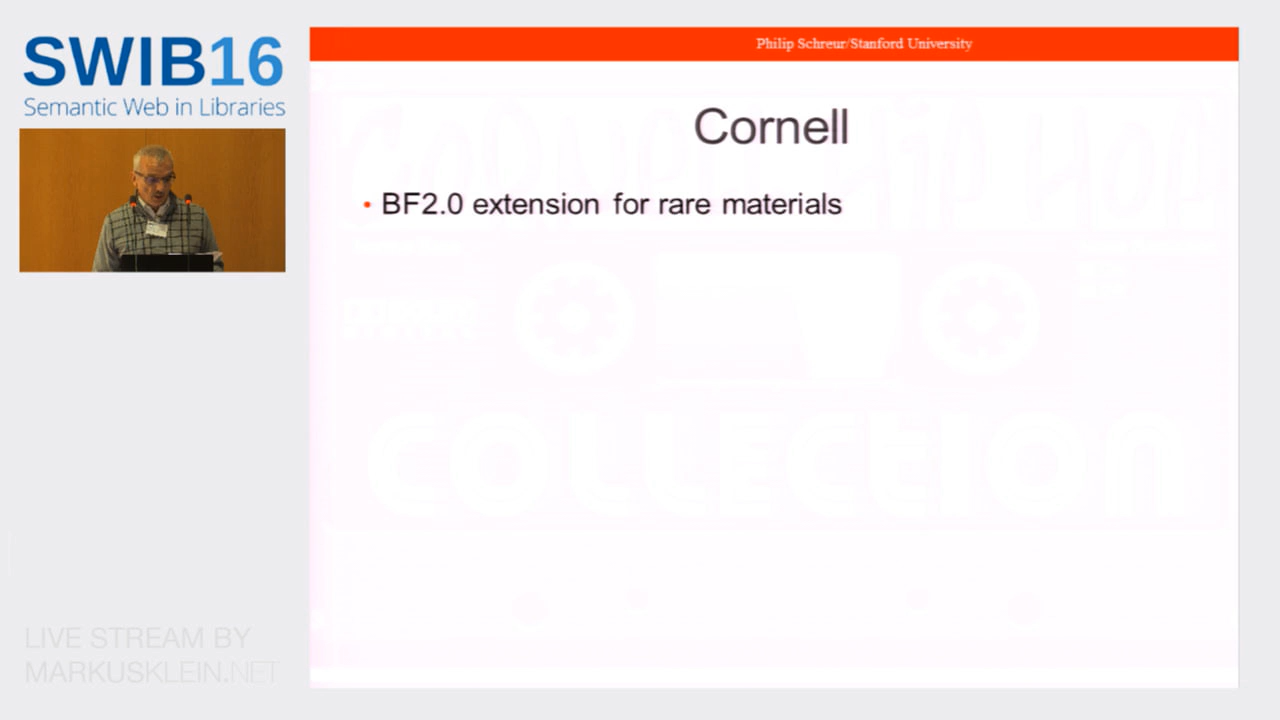 SWIB16
Semantic Web in Libraries
Philip Schreur/Stanford University
Cornell
• BF2.0 extension for rare materials
COLLECTION
LIVE STREAM BY
MARKUSKLEIN.NET